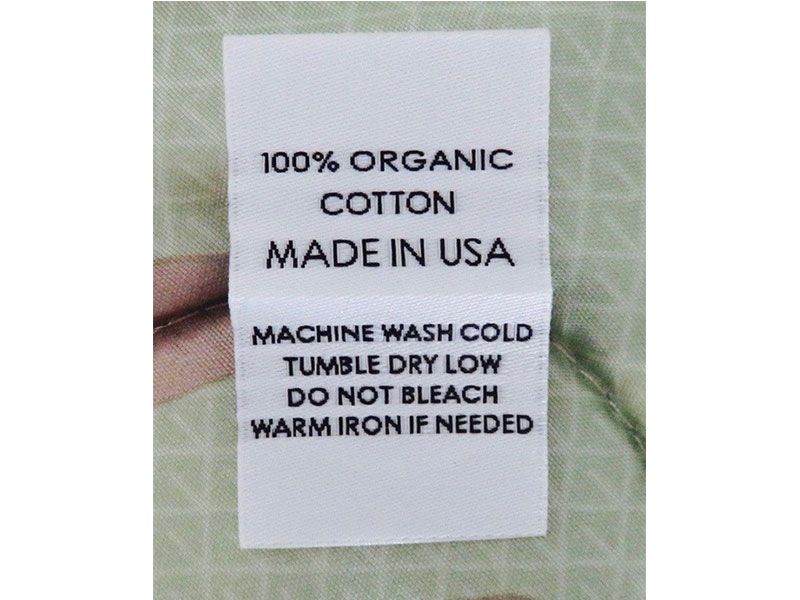 100% ORGANIC
COTTON
MADE IN USA
MACHINE WASH COLD
TUMBLE DRY LOW
DO NOT BLEACH
WARM IRON IF NEEDED